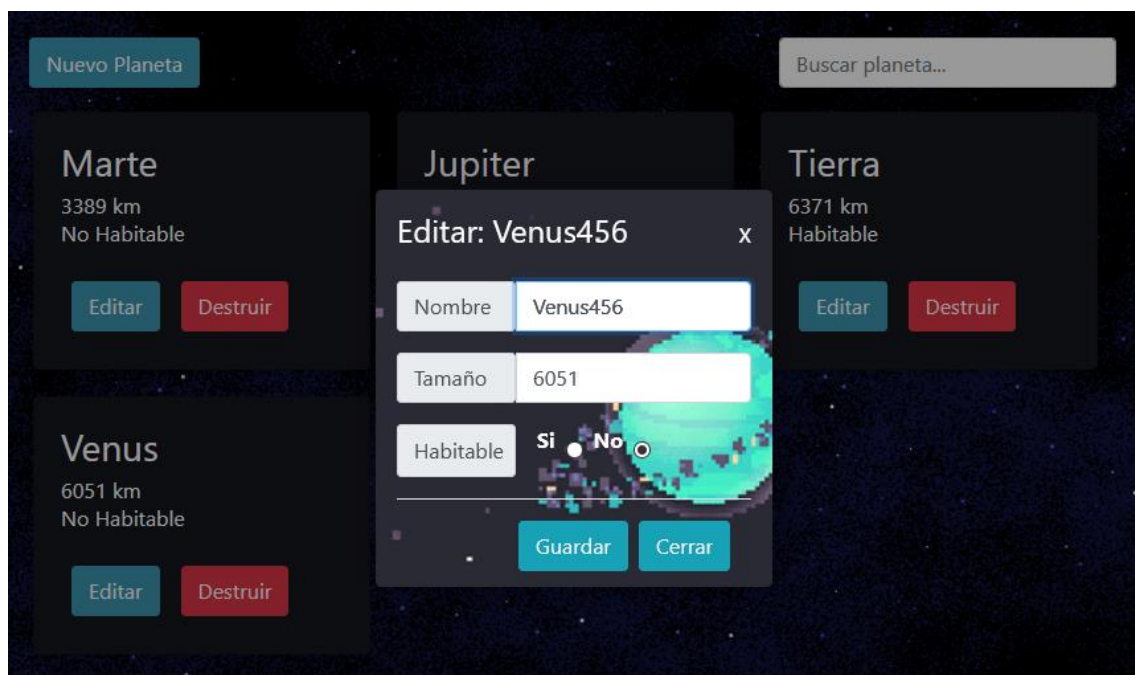 Nuevo Planeta
Buscar planeta...
Marte
3389 km
No Habitable
Editar Destruir
Jupiter
Tierra
6371 km
Habitable
Editar Destruir
Venus
6051 km
No Habitable
Editar Destruir
Editar: Venus456 x
Nombre Venus456
Tamaño 6051
Habitable Si No
Guardar Cerrar